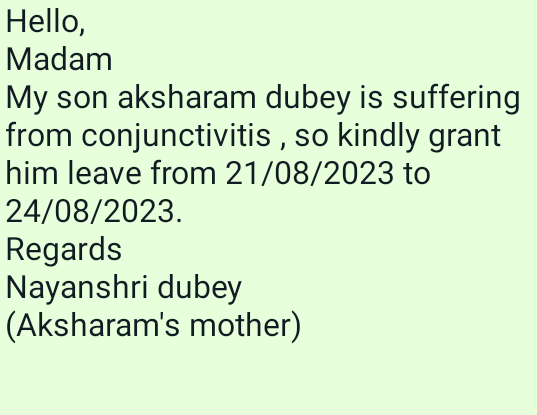 Hello,
Madam
My son aksharam dubey is suffering
from conjunctivitis , so kindly grant
him leave from 21/08/2023 to
24/08/2023.
Regards
Nayanshri dubey
(Aksharam's mother)